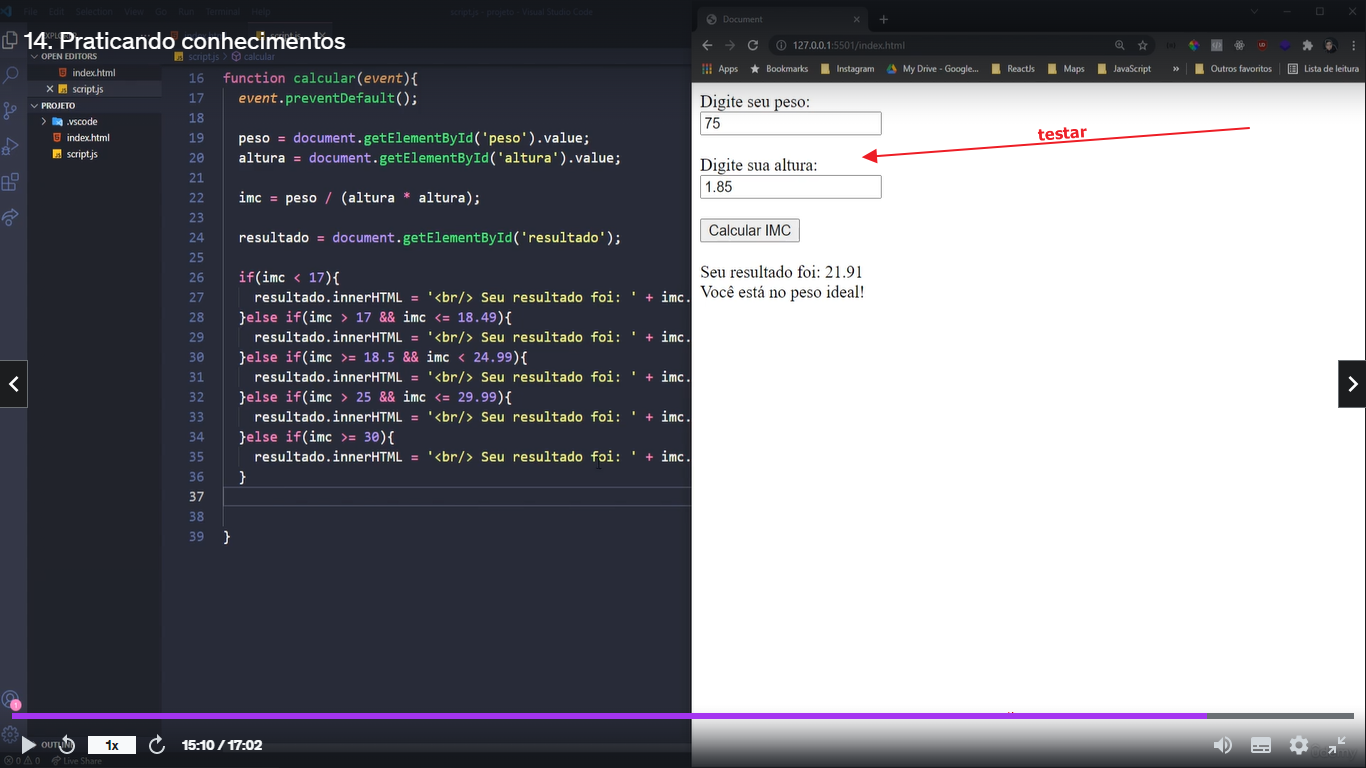 File Edit Selection View Go Run Terminal Help
script.js - projeto - Visual Studio Code
14. Praticando conhecimentos
OPEN EDITORS
index.html
script.js
PROJETO
.vscode
index.html
script.js
script.js > calcular
16 function calcular(event){
17 event.preventDefault();
18
19 peso = document.getElementById('peso').value;
20 altura = document.getElementById('altura').value;
21
22 imc = peso / (altura * altura);
23
24 resultado = document.getElementById('resultado');
25
26 if(imc < 17){
27 resultado.innerHTML = '<br/> Seu resultado foi: ' + imc.
28 }else if(imc > 17 && imc <= 18.49){
29 resultado.innerHTML = '<br/> Seu resultado foi: ' + imc.
30 }else if(imc >= 18.5 && imc < 24.99){
31 resultado.innerHTML = '<br/> Seu resultado foi: ' + imc.
32 }else if(imc > 25 && imc <= 29.99){
33 resultado.innerHTML = '<br/> Seu resultado foi: ' + imc.
34 }else if(imc >= 30){
35 resultado.innerHTML = '<br/> Seu resultado foi: ' + imc.
36 }
37
38
39 }
Document
127.0.0.1:5501/index.html
Apps Bookmarks Instagram My Drive - Google... ReactJs Maps JavaScript » Outros favoritos Lista de leitura
Digite seu peso:
75
testar
Digite sua altura:
1.85
Calcular IMC
Seu resultado foi: 21.91
Você está no peso ideal!
1
OUTLINE
1x
15:10 / 17:02
0 0 Live Share